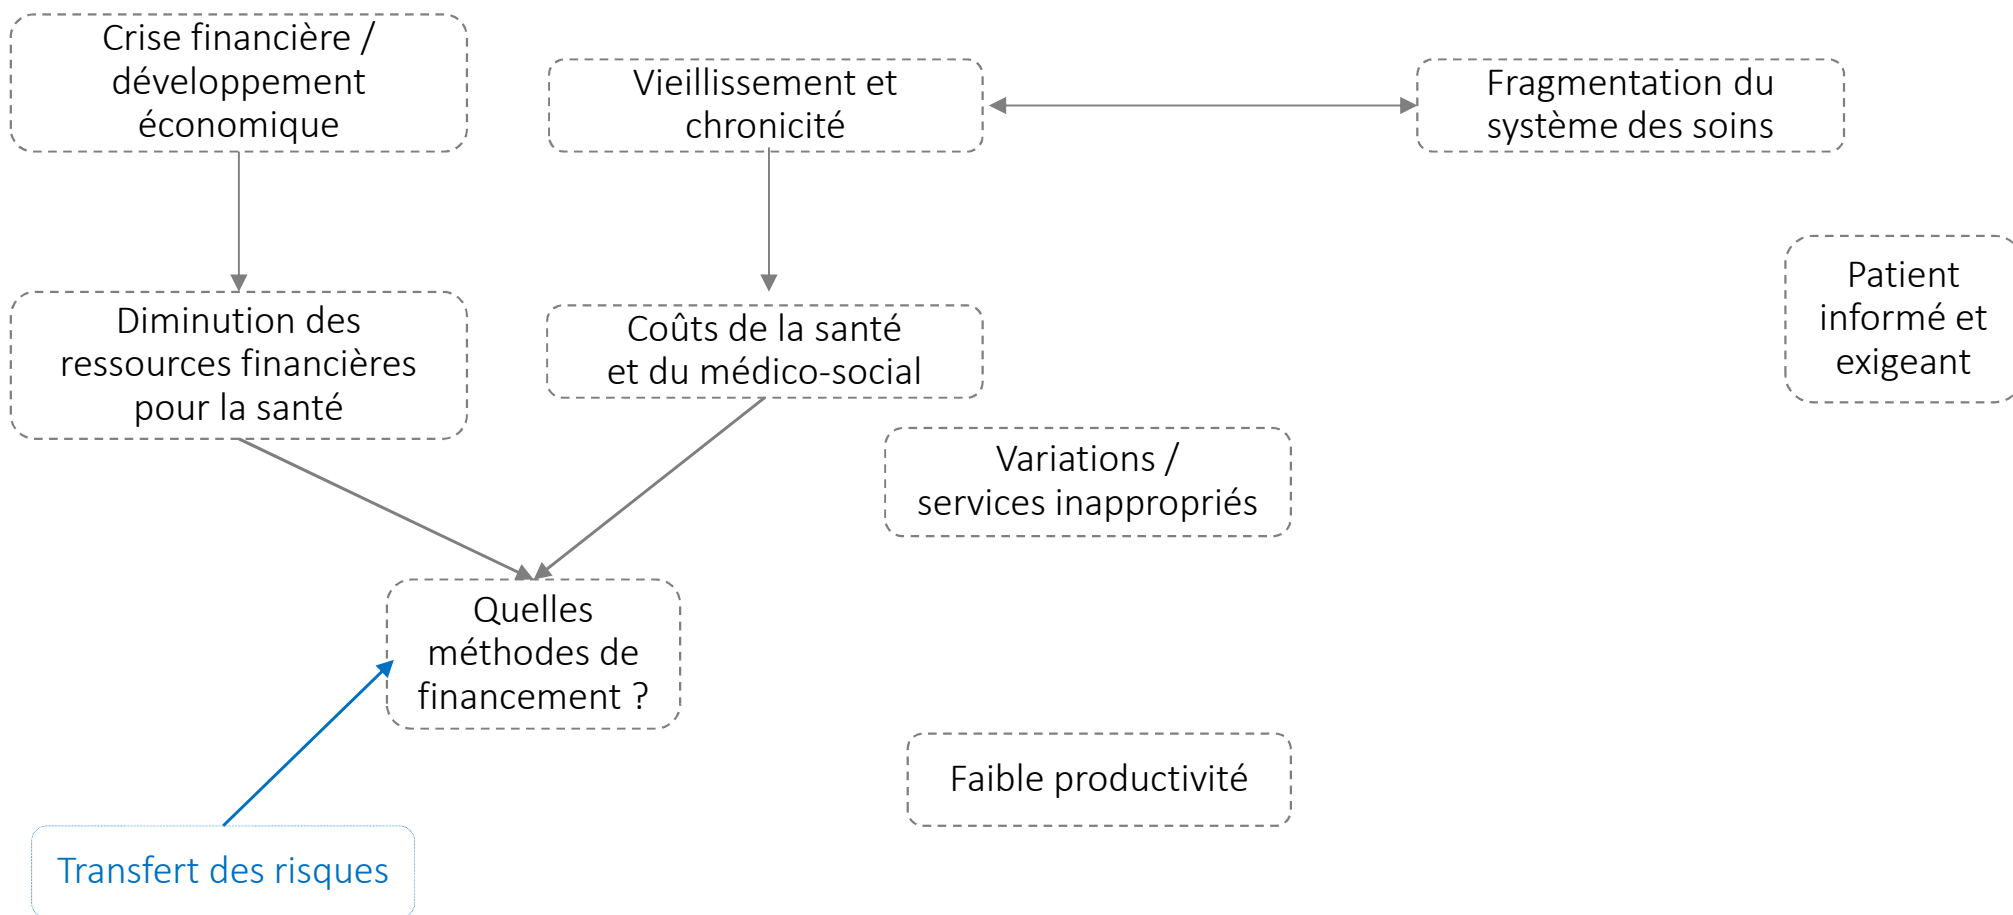 Crise financière /
développement
économique
Vieillissement et
chronicité
Fragmentation du
système des soins
Patient
informé et
exigeant
Diminution des
ressources financières
pour la santé
Coûts de la santé
et du médico-social
Variations /
services inappropriés
Quelles
méthodes de
financement ?
Faible productivité
Transfert des risques